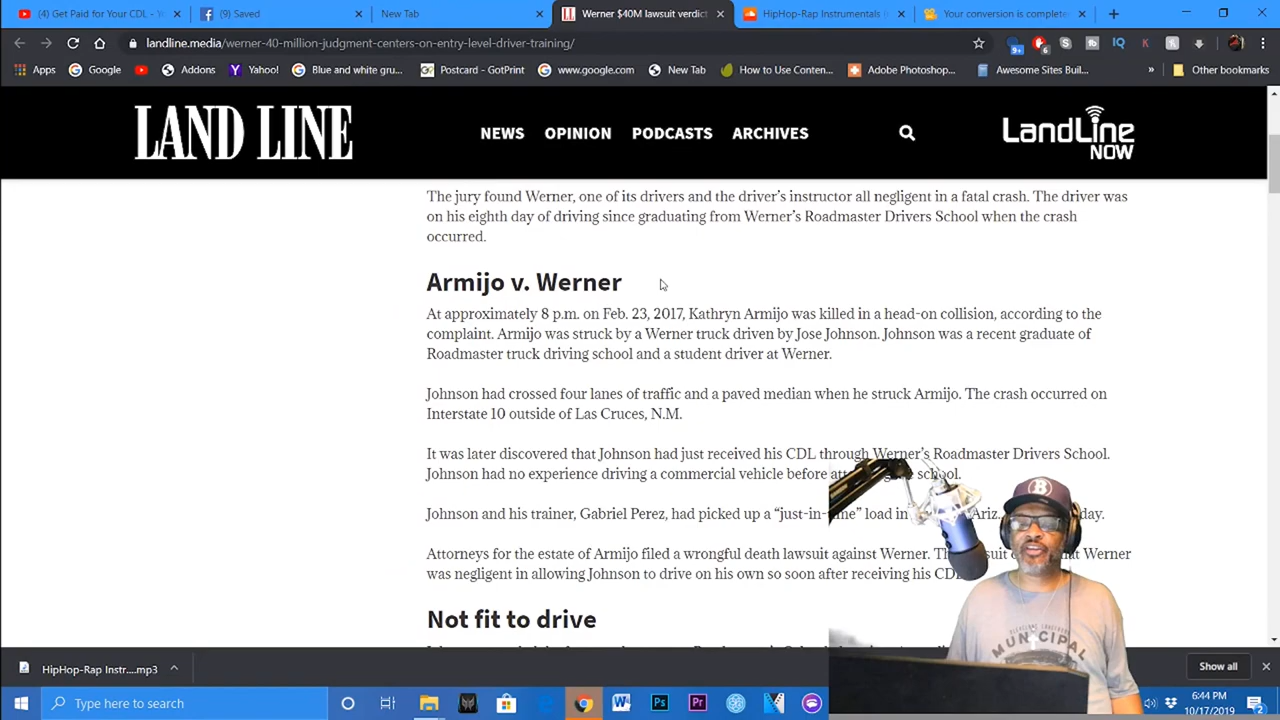 (4) Get Paid for Your CDL -
(9) Saved
New Tab
Werner $40M lawsuit verdict
HipHop-Rap Instrumentals
Your conversion is complete
landline.media/werner-40-million-judgment-centers-on-entry-level-driver-training/
Apps
Google
Addons
Yahoo!
Blue and white gru...
Postcard - GotPrint
www.google.com
New Tab
How to Use Conten...
Adobe Photoshop...
Awesome Sites Buil...
Other bookmarks
LAND LINE
NEWS OPINION PODCASTS ARCHIVES
LandLine
NOW
The jury found Werner, one of its drivers and the driver's instructor all negligent in a fatal crash. The driver was
on his eighth day of driving since graduating from Werner's Roadmaster Drivers School when the crash
occurred.
Armijo v. Werner
At approximately 8 p.m. on Feb. 23, 2017, Kathryn Armijo was killed in a head-on collision, according to the
complaint. Armijo was struck by a Werner truck driven by Jose Johnson. Johnson was a recent graduate of
Roadmaster truck driving school and a student driver at Werner.
Johnson had crossed four lanes of traffic and a paved median when he struck Armijo. The crash occurred on
Interstate 10 outside of Las Cruces, N.M.
It was later discovered that Johnson had just received his CDL through Werner's Roadmaster Drivers School.
Johnson had no experience driving a commercial vehicle before school.
Johnson and his trainer, Gabriel Perez, had picked up a "just-in-time" load in Ariz.
Attorneys for the estate of Armijo filed a wrongful death lawsuit against Werner. Werner
was negligent in allowing Johnson to drive on his own so soon after receiving his CDL
Not fit to drive
MUNICIPAL
HipHop-Rap Instr....mp3
Show all
Type here to search
6:44 PM
10/17/2019